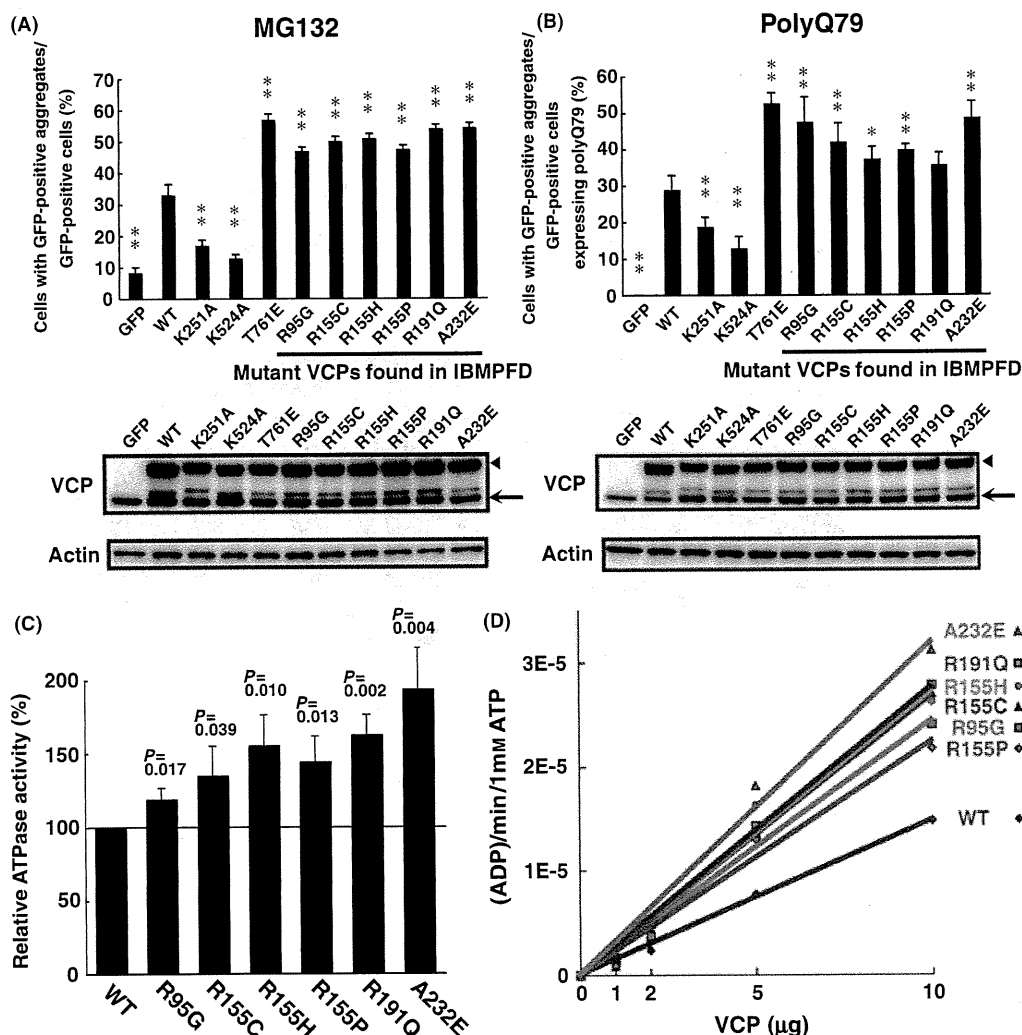 (A)
MG132
Cells with GFP-positive aggregates/
GFP-positive cells (%)
70
60
50
40
30
20
10
**
**
**
**
**
**
**
**
**
**
GFP
WT
K251A
K524A
T761E
R95G
R155C
R155H
R155P
R191Q
A232E
Mutant VCPs found in IBMPFD
GFP
WT
K251A
K524A
T761E
R95G
R155C
R155H
R155P
R191Q
A232E
VCP
Actin
(B)
PolyQ79
Cells with GFP-positive aggregates/
GFP-positive cells
expressing polyQ79 (%)
60
50
40
30
20
10
**
**
**
**
**
**
*
**
**
GFP
WT
K251A
K524A
T761E
R95G
R155C
R155H
R155P
R191Q
A232E
Mutant VCPs found in IBMPFD
GFP
WT
K251A
K524A
T761E
R95G
R155C
R155H
R155P
R191Q
A232E
VCP
Actin
(C)
Relative ATPase activity (%)
200
150
100
50
0
P=
0.017
P=
0.039
P=
0.010
P=
0.013
P=
0.002
P=
0.004
WT
R95G
R155C
R155H
R155P
R191Q
A232E
(D)
(ADP)/min/1mM ATP
3E-5
2E-5
1E-5
0
A232E
R191Q
R155H
R155C
R95G
R155P
WT
0
1
2
5
10
VCP (µg)